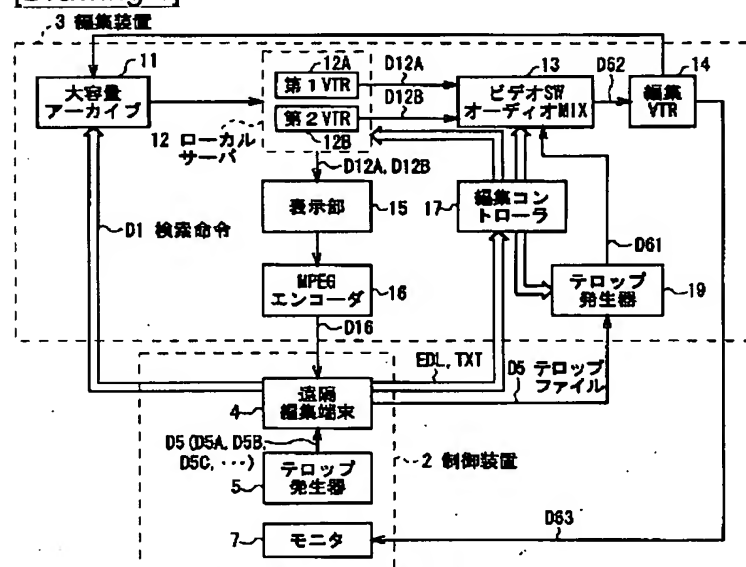 3 編集装置
11
大容量
アーカイブ
12A
第1VTR
第2VTR
12B
12 ローカル
サーバ
D12A
D12B
13
ビデオSW
オーディオMIX
D62
14
編集
VTR
D12A, D12B
表示部
15
17
編集コント
ローラ
D61
D1 検索命令
MPEG
エンコーダ
16
テロップ
発生器
19
D16
EDL, TXT
D5 テロップ
ファイル
遠隔
編集端末
4
D5(D5A, D5B,
D5C, ···)
テロップ
発生器
5
2 制御装置
D63
7
モニタ